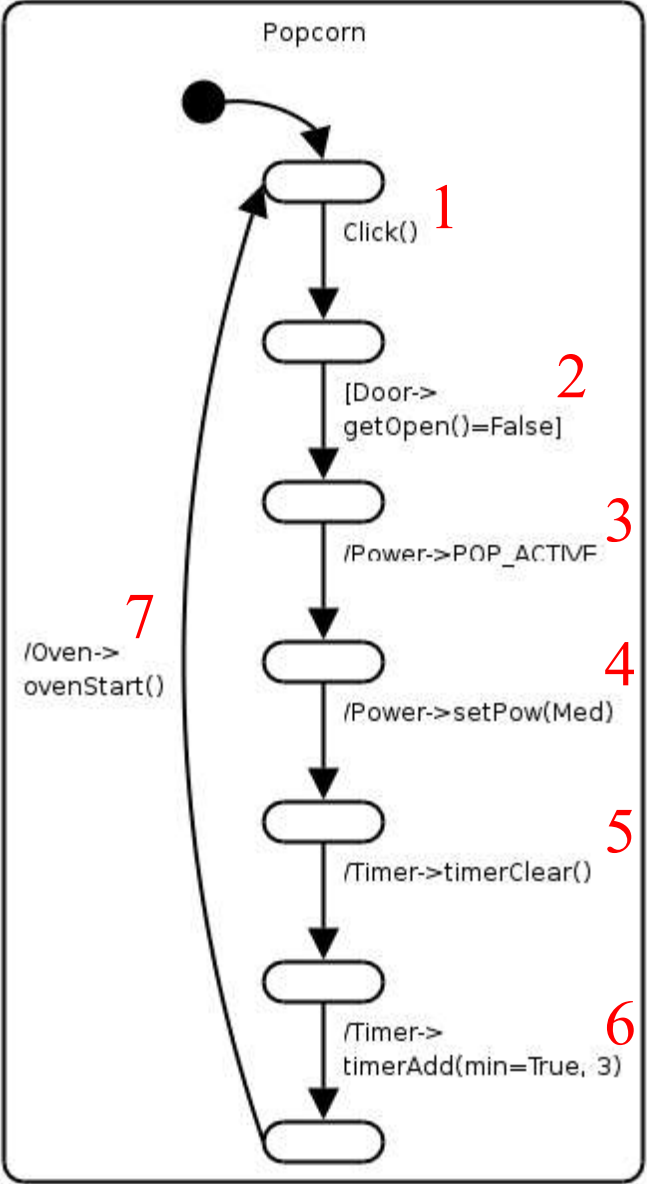 Popcorn
1
Click()
2
[Door->
getOpen()=False]
3
/Power->POP_ACTIVE
7
/Oven->
ovenStart()
4
/Power->setPow(Med)
5
/Timer->timerClear()
6
/Timer->
timerAdd(min=True, 3)